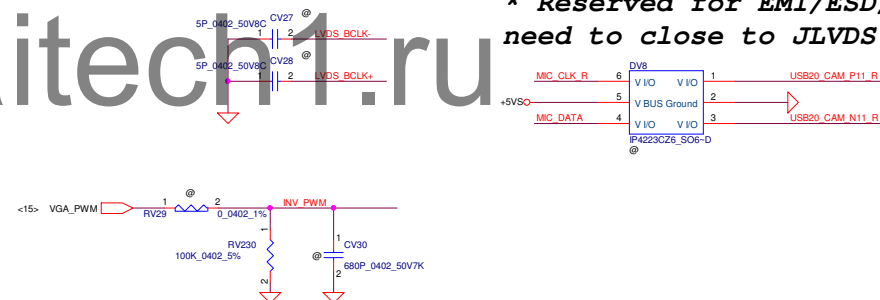 * Reserved for EMI/ESD,
need to close to JLVDS
itech1.ru
@
5P_0402_50V8C CV27
1 2 LVDS_BCLK-
@
5P_0402_50V8C CV28
1 2 LVDS_BCLK+
DV8
MIC_CLK_R 6 V I/O V I/O 1 USB20_CAM_P11_R
+5VS 5 V BUS Ground 2
MIC_DATA 4 V I/O V I/O 3 USB20_CAM_N11_R
IP4223CZ6_SO6~D
@
@
<15> VGA_PWM 1 2 INV_PWM
RV29 0_0402_1%
1
RV230
100K_0402_5%
2
1
@ CV30
680P_0402_50V7K
2